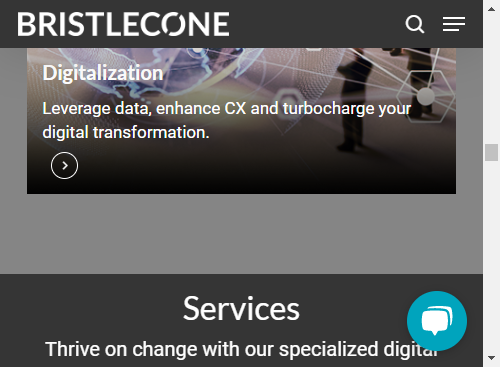 BRISTLECONE
Digitalization
Leverage data, enhance CX and turbocharge your
digital transformation.
Services
Thrive on change with our specialized digital